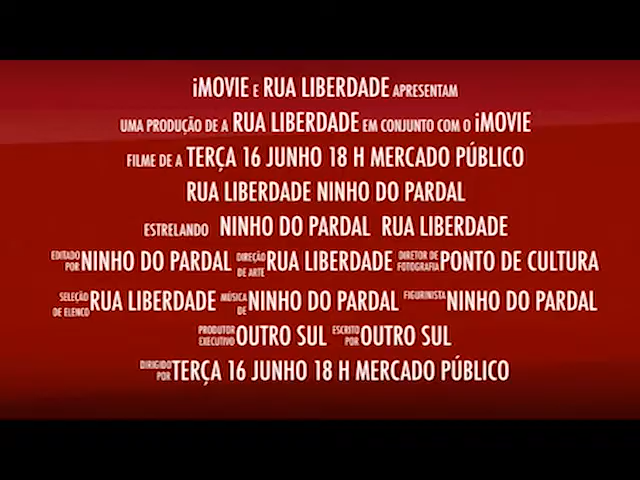 iMOVIE E RUA LIBERDADE APRESENTAM
UMA PRODUÇÃO DE A RUA LIBERDADE EM CONJUNTO COM O iMOVIE
FILME DE A TERÇA 16 JUNHO 18 H MERCADO PÚBLICO
RUA LIBERDADE NINHO DO PARDAL
ESTRELANDO NINHO DO PARDAL RUA LIBERDADE
EDITADO POR NINHO DO PARDAL DIREÇÃO DE ARTE RUA LIBERDADE DIRETOR DE FOTOGRAFIA PONTO DE CULTURA
SELEÇÃO DE ELENCO RUA LIBERDADE MÚSICA DE NINHO DO PARDAL FIGURINISTA NINHO DO PARDAL
PRODUTOR EXECUTIVO OUTRO SUL ESCRITO POR OUTRO SUL
DIRIGIDO POR TERÇA 16 JUNHO 18 H MERCADO PÚBLICO